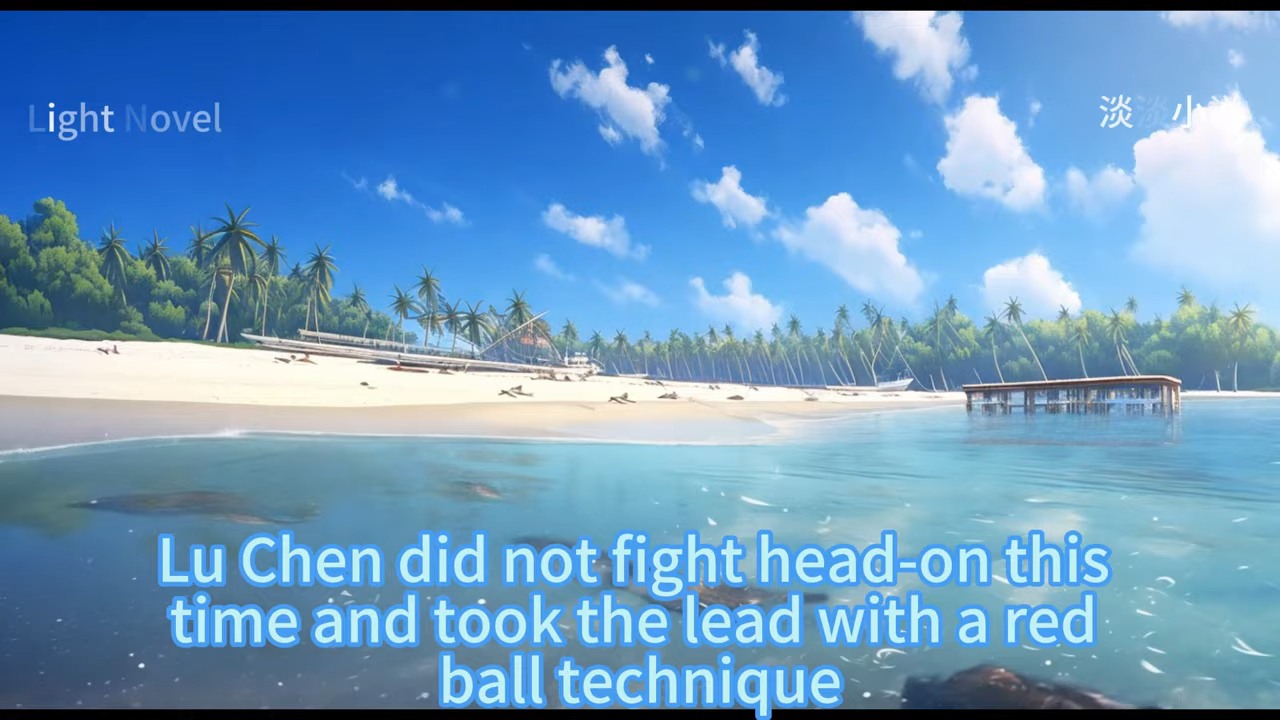 Light Novel
淡淡小
Lu Chen did not fight head-on this
time and took the lead with a red
ball technique